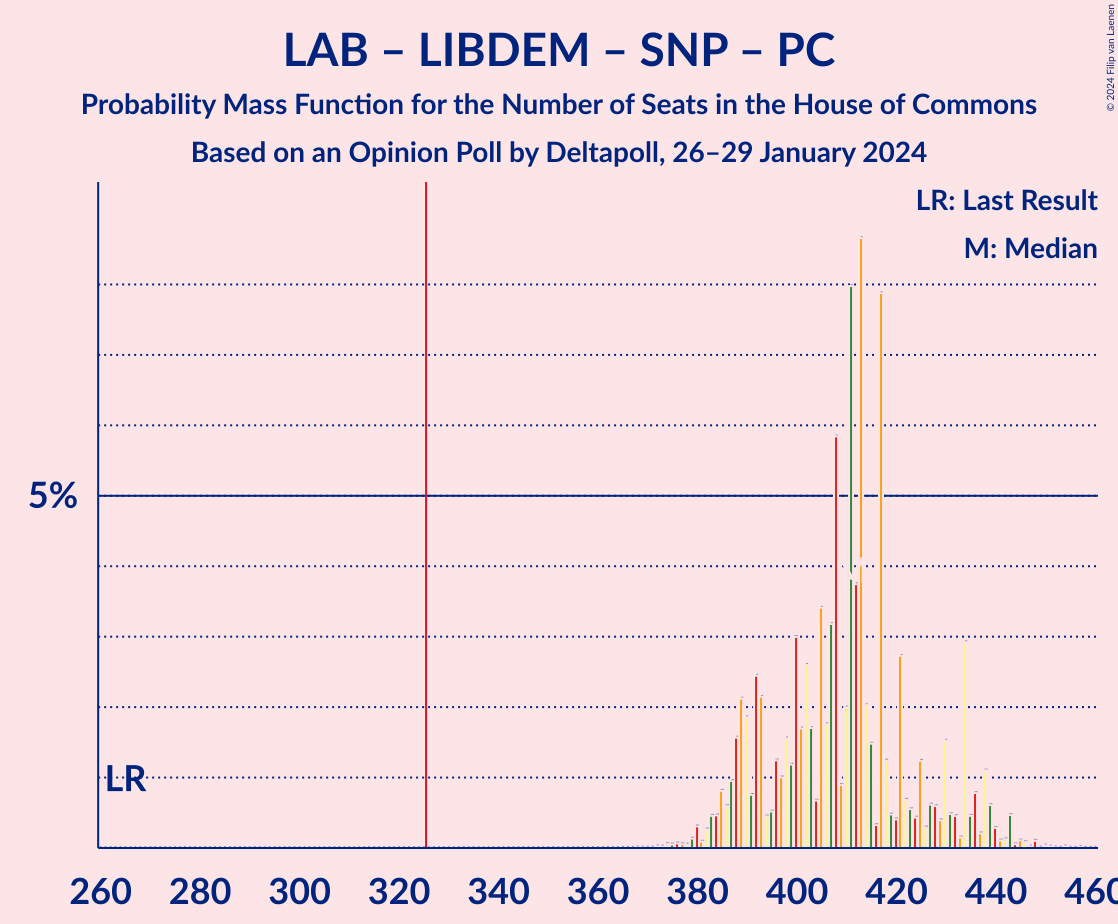 LAB – LIBDEM – SNP – PC
Probability Mass Function for the Number of Seats in the House of Commons
Based on an Opinion Poll by Deltapoll, 26–29 January 2024
© 2024 Filip van Laenen
LR: Last Result
M: Median
5%
LR
260 280 300 320 340 360 380 400 420 440 460